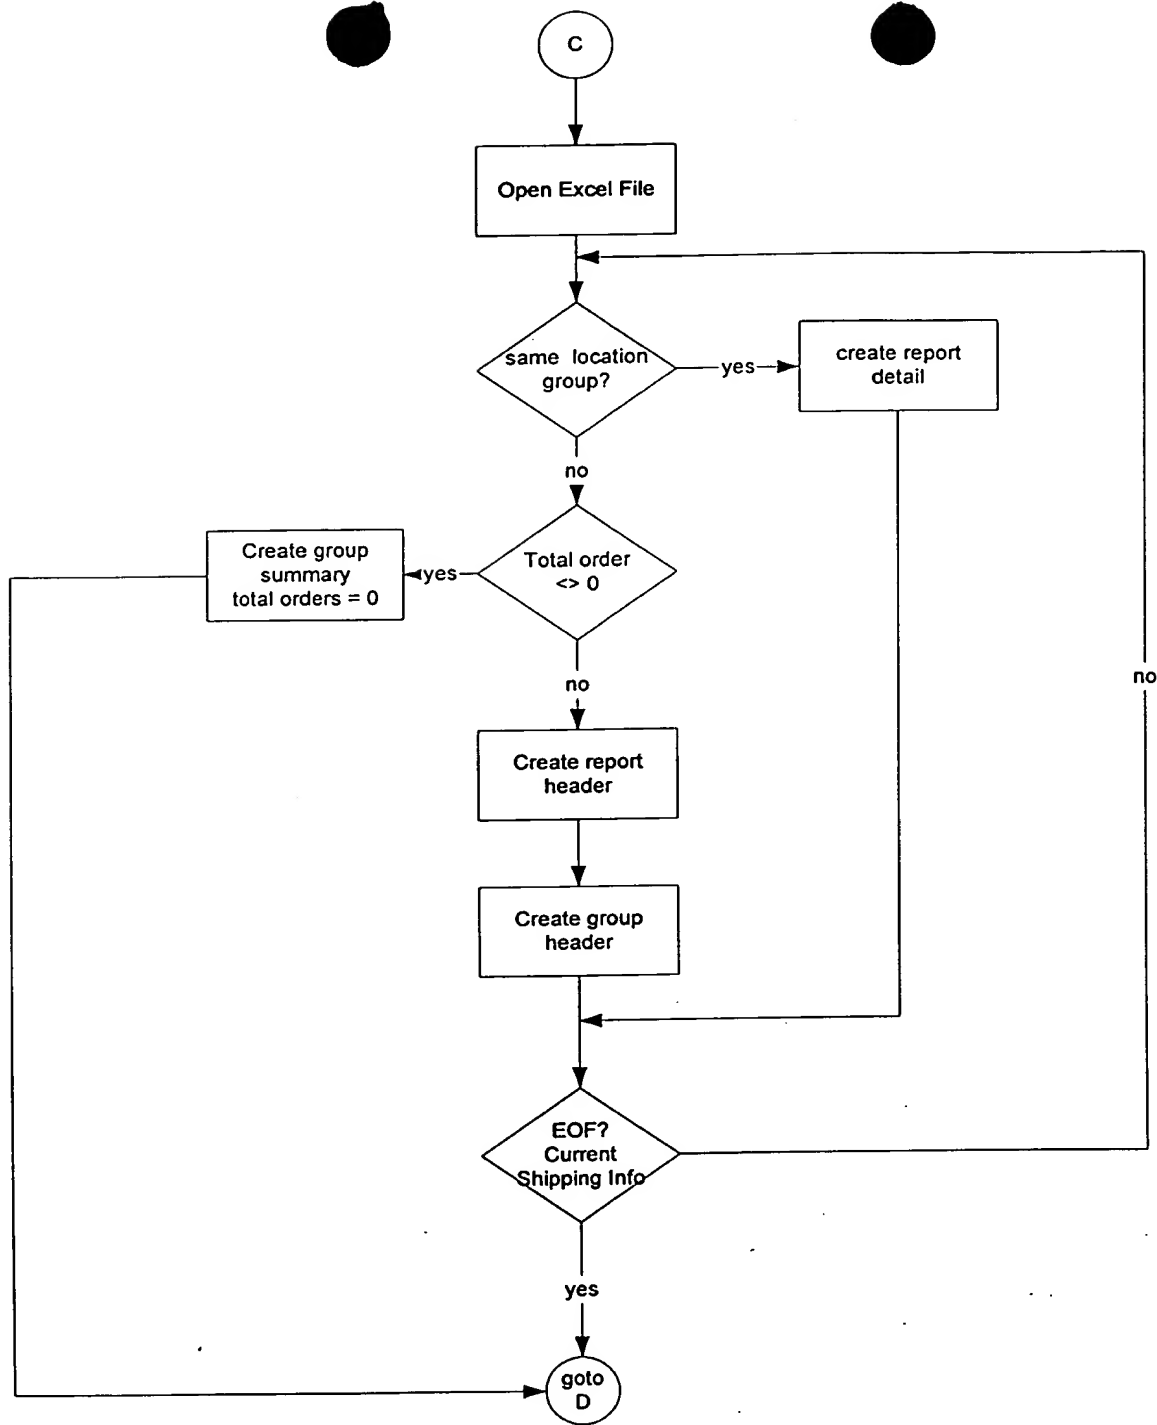 C
Open Excel File
same location
group?
yes
create report
detail
no
Create group
summary
total orders = 0
yes
Total order
<> 0
no
no
Create report
header
Create group
header
EOF?
Current
Shipping Info
yes
goto
D